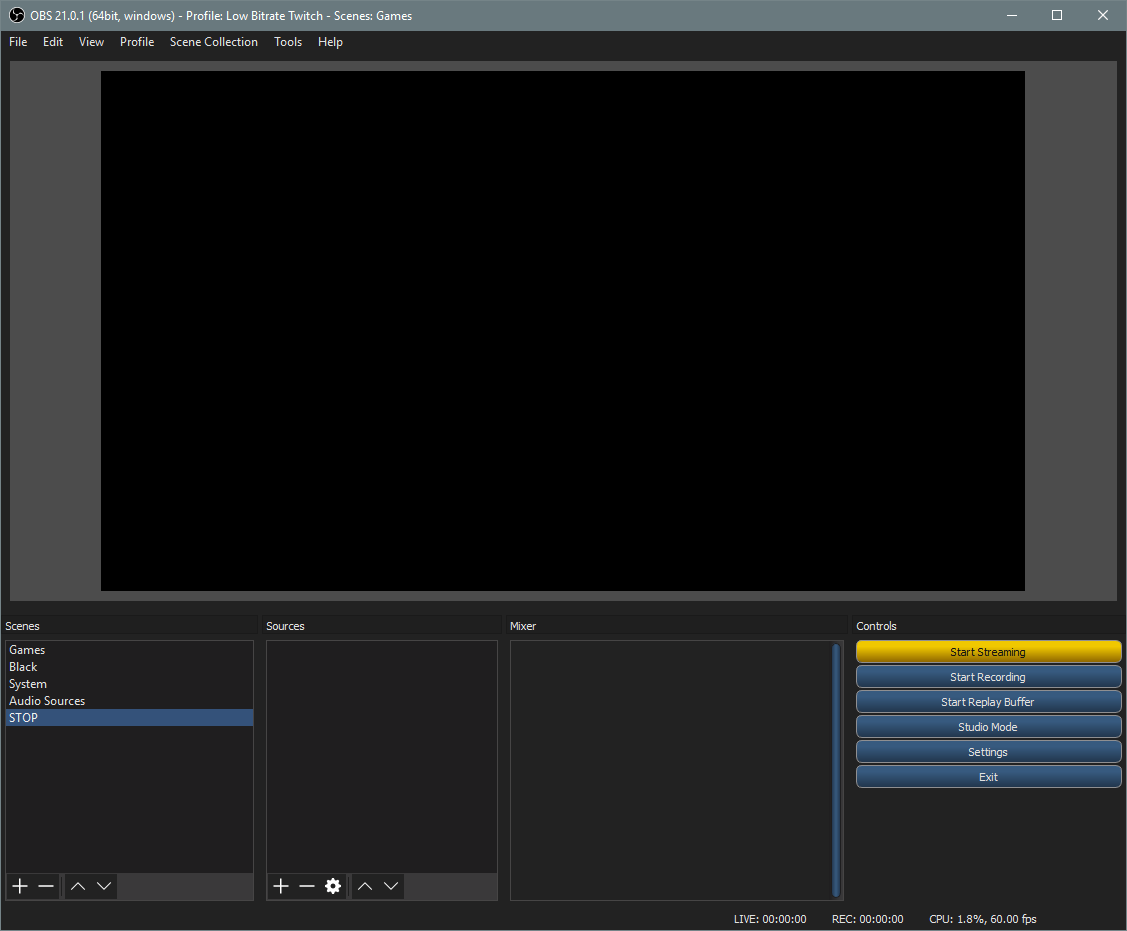 OBS 21.0.1 (64bit, windows) - Profile: Low Bitrate Twitch - Scenes: Games
File Edit View Profile Scene Collection Tools Help
Scenes
Games
Black
System
Audio Sources
STOP
Sources
Mixer
Controls
Start Streaming
Start Recording
Start Replay Buffer
Studio Mode
Settings
Exit
LIVE: 00:00:00 REC: 00:00:00 CPU: 1.8%, 60.00 fps